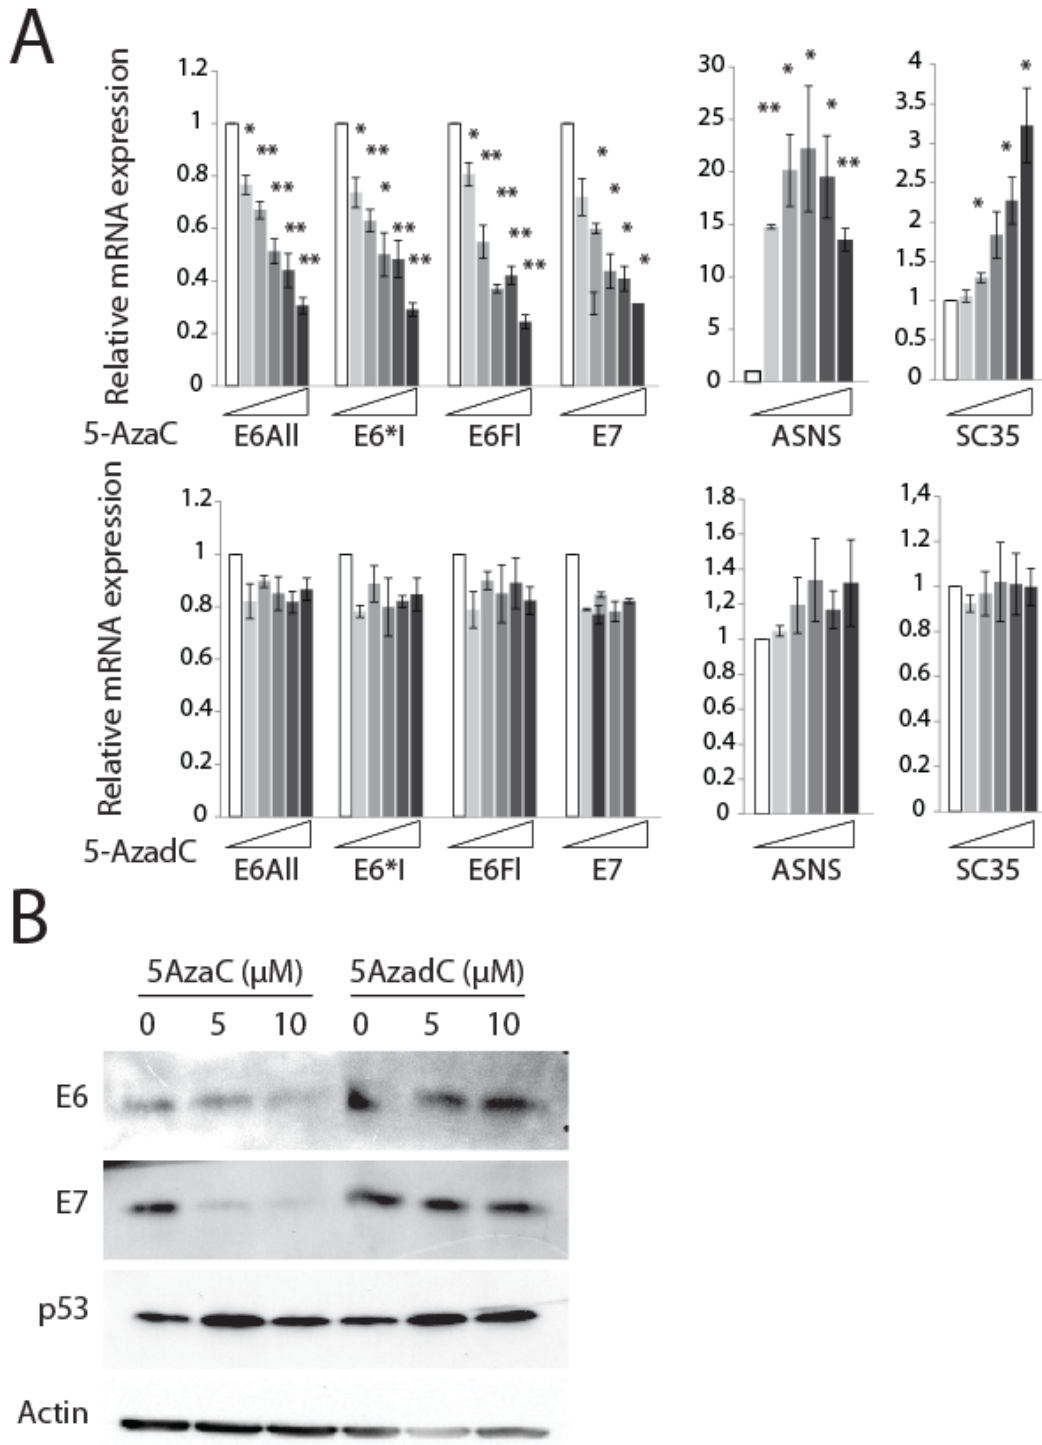 A
Relative mRNA expression
1.2
1
0.8
0.6
0.4
0.2
0
* ** ** ** **
* ** * ** **
* ** ** ** **
* * * *
30
25
20
15
10
5
0
** * * * **
4
3.5
3
2.5
2
1.5
1
0.5
0
* * *
5-AzaC
E6All E6*I E6Fl E7 ASNS SC35
Relative mRNA expression
1.2
1
0.8
0.6
0.4
0.2
0
1.8
1.6
1.4
1,2
1
0.8
0.6
0.4
0.2
0
1,4
1.2
1
0.8
0.6
0.4
0.2
0
5-AzadC
E6All E6*I E6Fl E7 ASNS SC35
B
5AzaC (μM) 5AzadC (μM)
0 5 10 0 5 10
E6
E7
p53
Actin